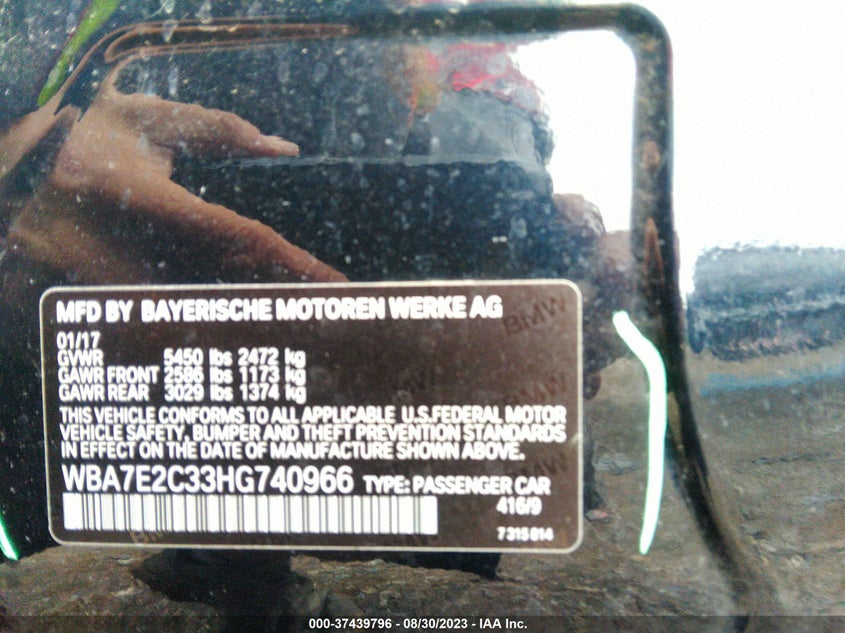 MFD BY BAYERISCHE MOTOREN WERKE AG
BMW
01/17
GVWR 5450 lbs 2472 kg
GAWR FRONT 2586 lbs 1173 kg
GAWR REAR 3029 lbs 1374 kg
THIS VEHICLE CONFORMS TO ALL APPLICABLE U.S.FEDERAL MOTOR
VEHICLE SAFETY, BUMPER AND THEFT PREVENTION STANDARDS
IN EFFECT ON THE DATE OF MANUFACTURE SHOWN ABOVE.
WBA7E2C33HG740966 TYPE: PASSENGER CAR
416/9
7315814
000-37439796 - 08/30/2023 - IAA Inc.